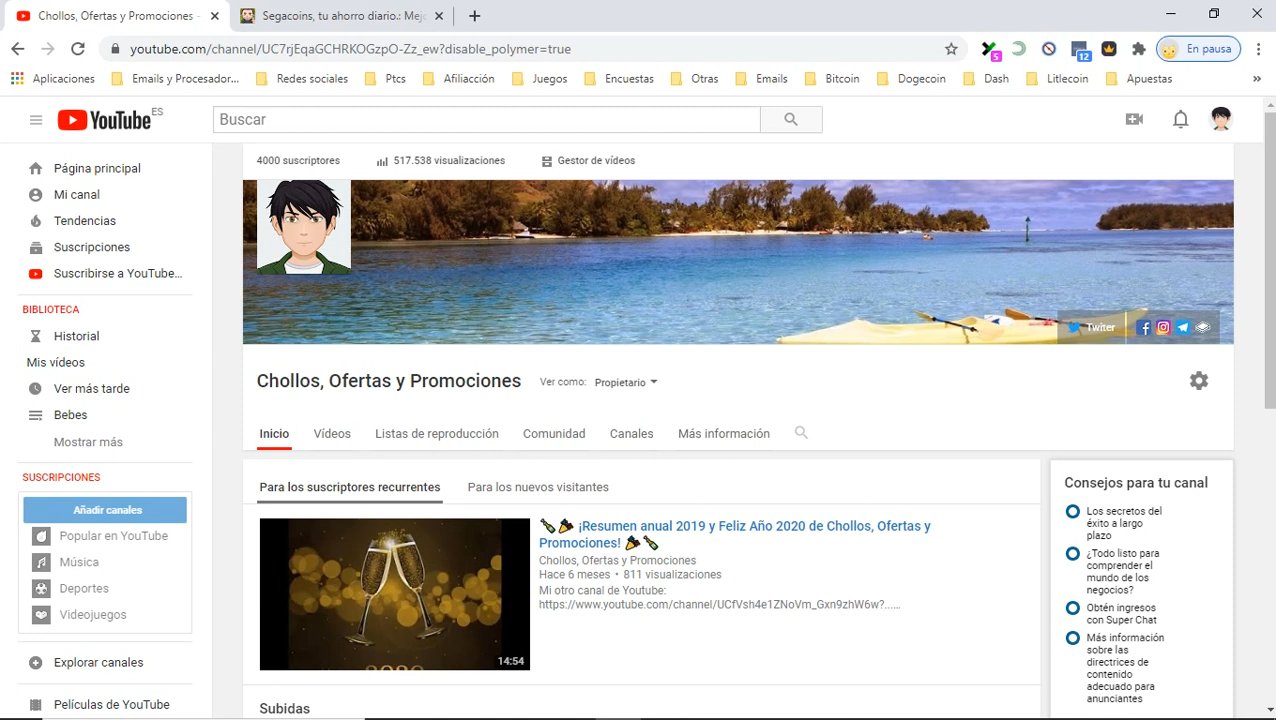 Chollos, Ofertas y Promociones -
Segacoins, tu ahorro diario.: Mejo
youtube.com/channel/UC7rjEqaGCHRKOGzpO-Zz_ew?disable_polymer=true
5
12
En pausa
Aplicaciones
Emails y Procesador...
Redes sociales
Ptcs
Afiliacción
Juegos
Encuestas
Otras
Emails
Bitcoin
Dogecoin
Dash
Litlecoin
Apuestas
»
YouTube ES
Buscar
Página principal
Mi canal
Tendencias
Suscripciones
Suscribirse a YouTube...
BIBLIOTECA
Historial
Mis vídeos
Ver más tarde
Bebes
Mostrar más
SUSCRIPCIONES
Añadir canales
Popular en YouTube
Música
Deportes
Videojuegos
Explorar canales
Películas de YouTube
4000 suscriptores
517.538 visualizaciones
Gestor de vídeos
Twiter
Chollos, Ofertas y Promociones
Ver como: Propietario
Inicio
Vídeos
Listas de reproducción
Comunidad
Canales
Más información
Para los suscriptores recurrentes
Para los nuevos visitantes
2020
14:54
🍾🎉 ¡Resumen anual 2019 y Feliz Año 2020 de Chollos, Ofertas y
Promociones! 🎉🍾
Chollos, Ofertas y Promociones
Hace 6 meses • 811 visualizaciones
Mi otro canal de Youtube:
https://www.youtube.com/channel/UCfVsh4e1ZNoVm_Gxn9zhW6w?......
Subidas
Consejos para tu canal
Los secretos del
éxito a largo
plazo
¿Todo listo para
comprender el
mundo de los
negocios?
Obtén ingresos
con Super Chat
Más información
sobre las
directrices de
contenido
adecuado para
anunciantes